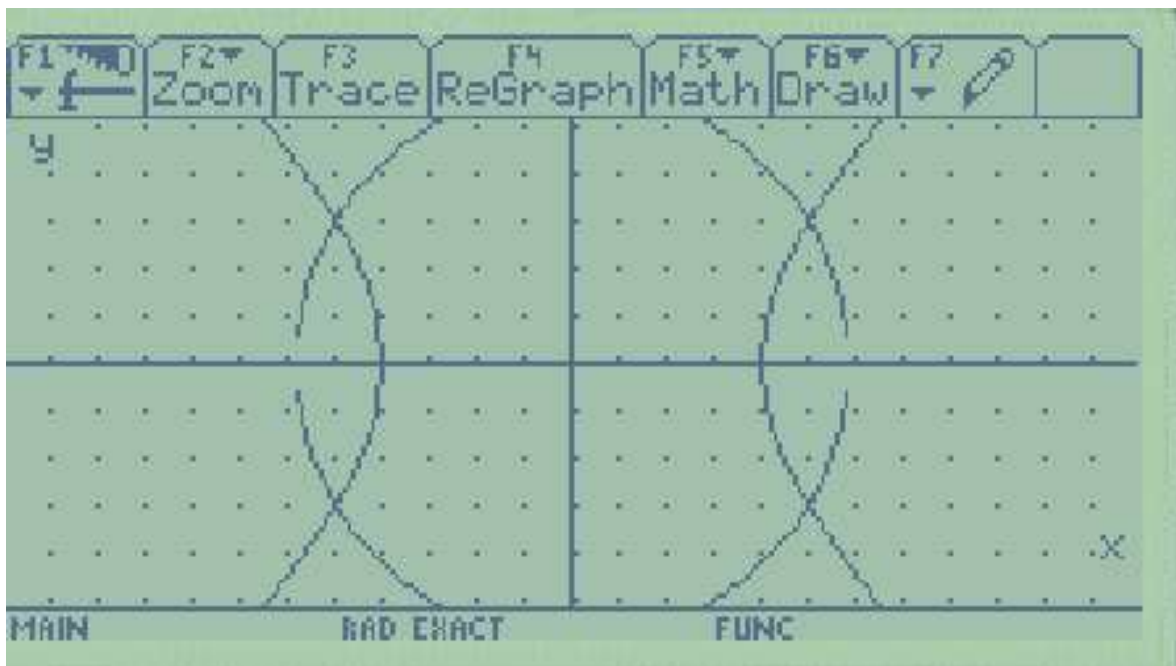 F1 F2 F3 F4 F5 F6 F7
Zoom Trace ReGraph Math Draw
y
x
MAIN RAD EXACT FUNC